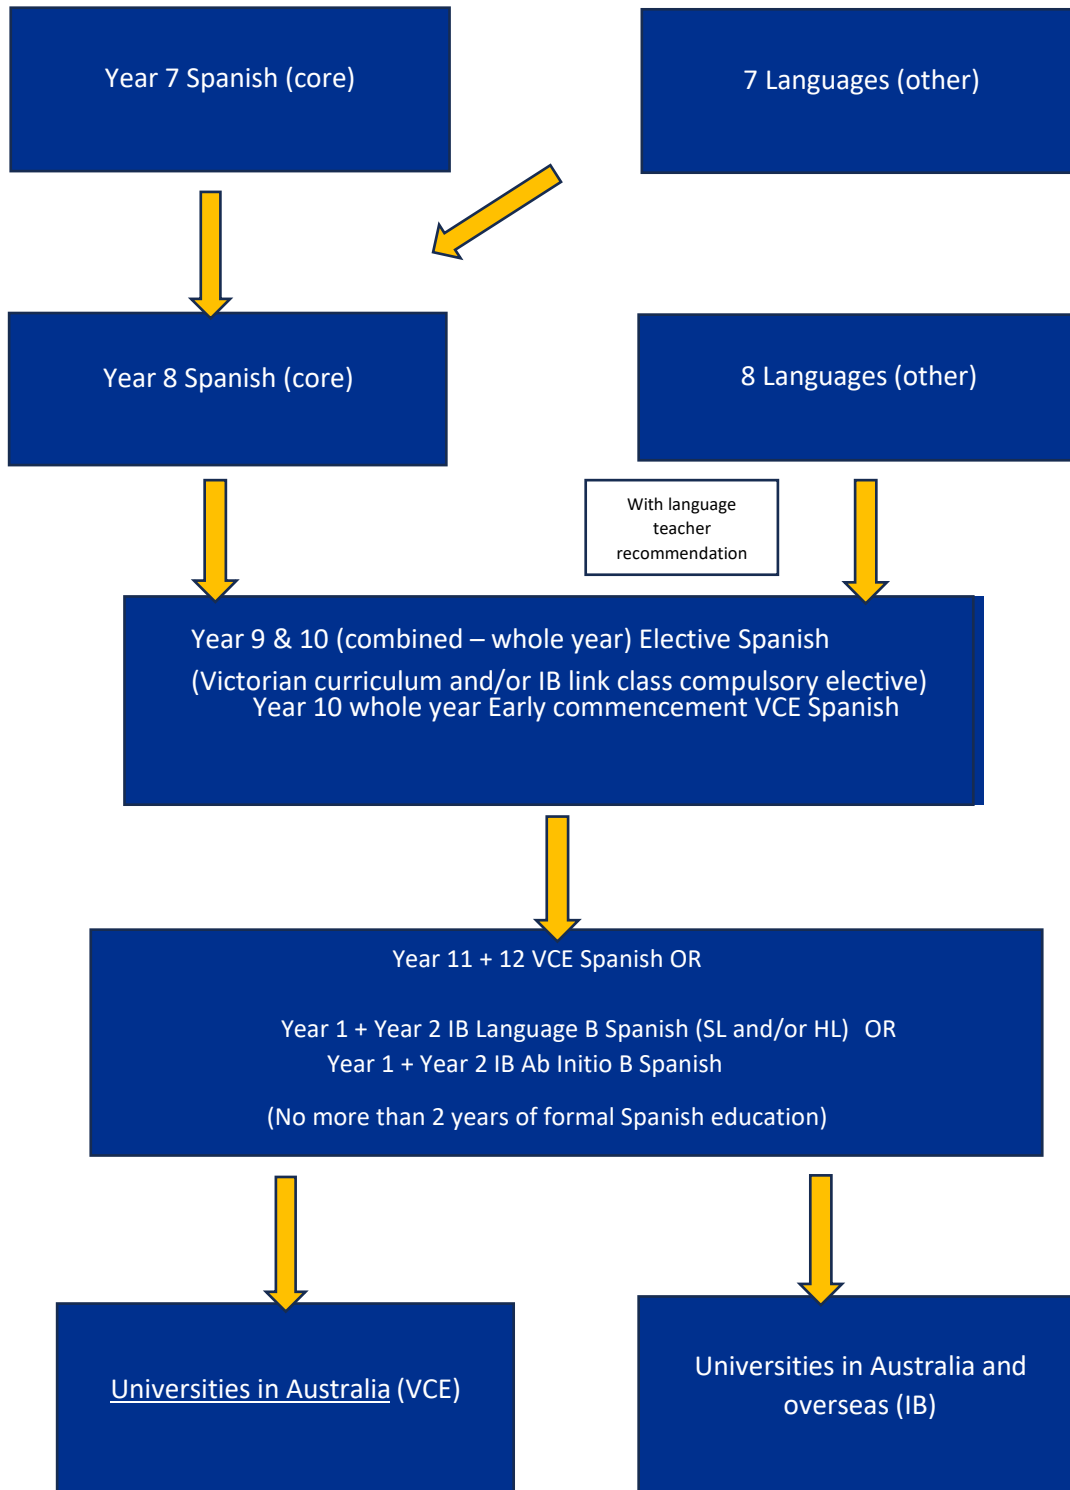 Year 7 Spanish (core)
7 Languages (other)
Year 8 Spanish (core)
8 Languages (other)
With language
teacher
recommendation
Year 9 & 10 (combined – whole year) Elective Spanish
(Victorian curriculum and/or IB link class compulsory elective)
Year 10 whole year Early commencement VCE Spanish
Year 11 + 12 VCE Spanish OR
Year 1 + Year 2 IB Language B Spanish (SL and/or HL) OR
Year 1 + Year 2 IB Ab Initio B Spanish
(No more than 2 years of formal Spanish education)
Universities in Australia (VCE)
Universities in Australia and
overseas (IB)